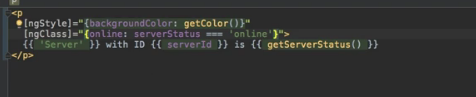 <p
[ngStyle]="{backgroundColor: getColor()}"
[ngClass]="{online: serverStatus === 'online'}">
{{ 'Server' }} with ID {{ serverId }} is {{ getServerStatus() }}
</p>